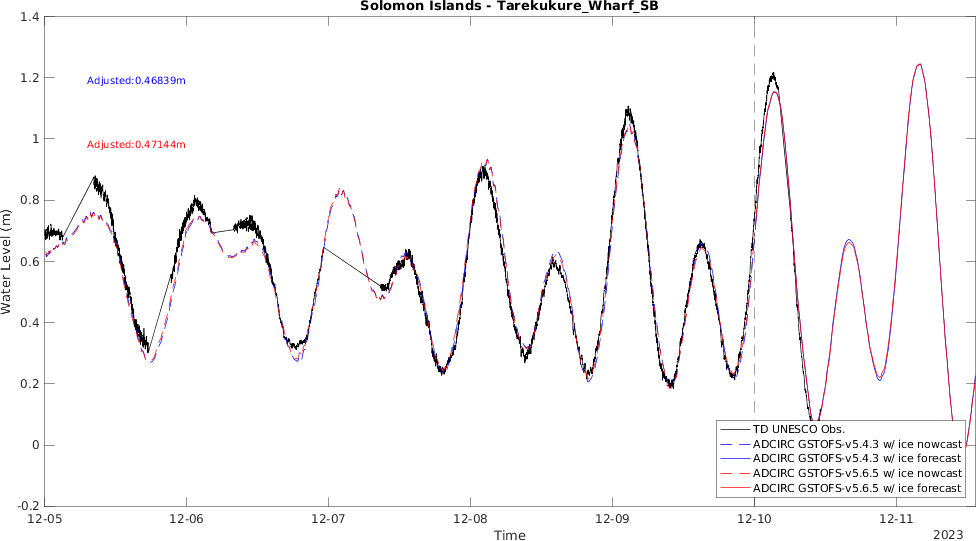 Solomon Islands - Tarekukure_Wharf_SB
1.4
1.2
1
0.8
0.6
0.4
0.2
0
-0.2
Water Level (m)
Adjusted:0.46839m
Adjusted:0.47144m
TD UNESCO Obs.
ADCIRC GSTOFS-v5.4.3 w/ ice nowcast
ADCIRC GSTOFS-v5.4.3 w/ ice forecast
ADCIRC GSTOFS-v5.6.5 w/ ice nowcast
ADCIRC GSTOFS-v5.6.5 w/ ice forecast
12-05 12-06 12-07 12-08 12-09 12-10 12-11
Time
2023